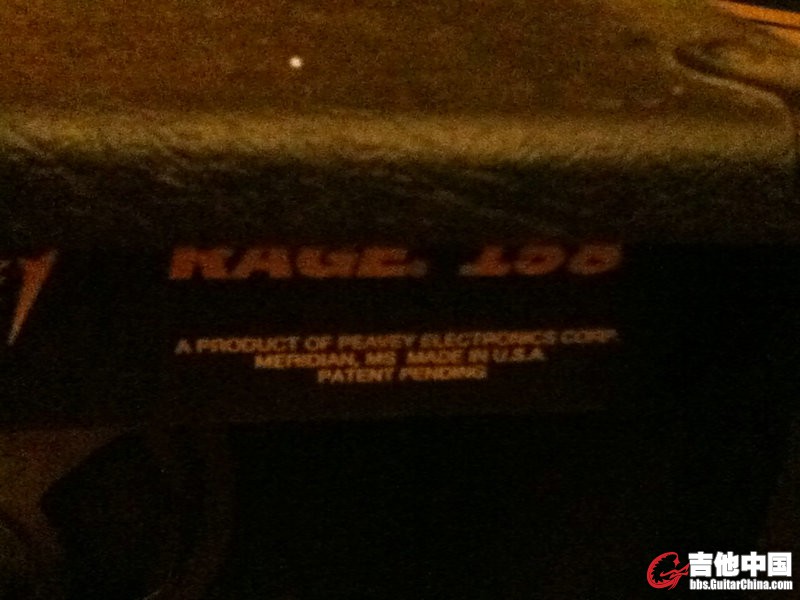 RAGE. 158
A PRODUCT OF PEAVEY ELECTRONICS CORP.
MERIDIAN, MS MADE IN U.S.A.
PATENT PENDING
吉他中国
bbs.GuitarChina.com